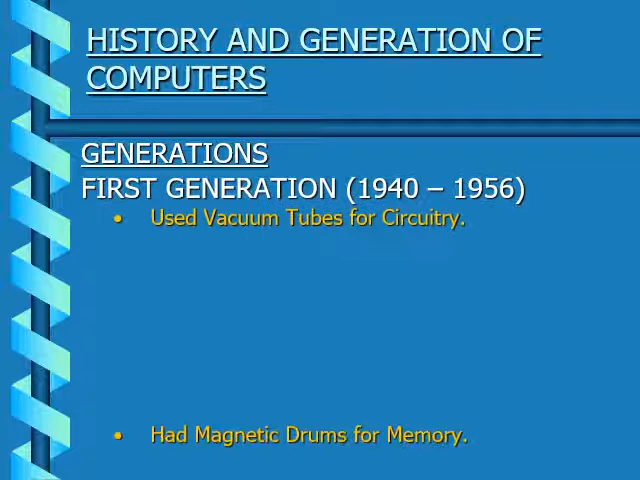 HISTORY AND GENERATION OF
COMPUTERS
GENERATIONS
FIRST GENERATION (1940 – 1956)
• Used Vacuum Tubes for Circuitry.
• Had Magnetic Drums for Memory.